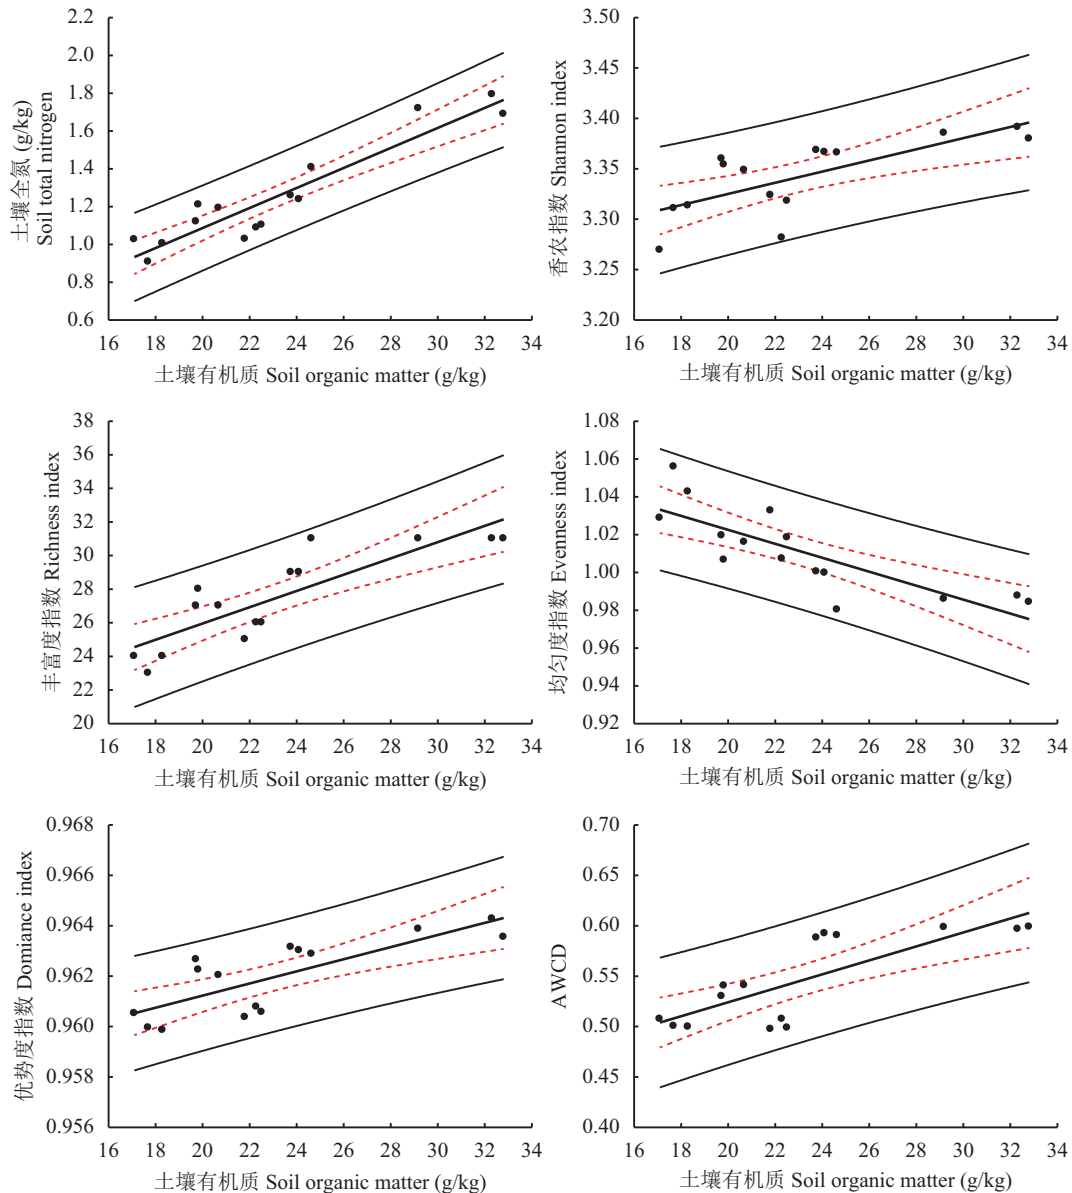 2.2
2.0
1.8
1.6
1.4
1.2
1.0
0.8
0.6
土壤全氮 (g/kg)
Soil total nitrogen
16 18 20 22 24 26 28 30 32 34
土壤有机质 Soil organic matter (g/kg)
3.50
3.45
3.40
3.35
3.30
3.25
3.20
香农指数 Shannon index
16 18 20 22 24 26 28 30 32 34
土壤有机质 Soil organic matter (g/kg)
38
36
34
32
30
28
26
24
22
20
丰富度指数 Richness index
16 18 20 22 24 26 28 30 32 34
土壤有机质 Soil organic matter (g/kg)
1.08
1.06
1.04
1.02
1.00
0.98
0.96
0.94
0.92
均匀度指数 Evenness index
16 18 20 22 24 26 28 30 32 34
土壤有机质 Soil organic matter (g/kg)
0.968
0.966
0.964
0.962
0.960
0.958
0.956
优势度指数 Domiance index
16 18 20 22 24 26 28 30 32 34
土壤有机质 Soil organic matter (g/kg)
0.70
0.65
0.60
0.55
0.50
0.45
0.40
AWCD
16 18 20 22 24 26 28 30 32 34
土壤有机质 Soil organic matter (g/kg)